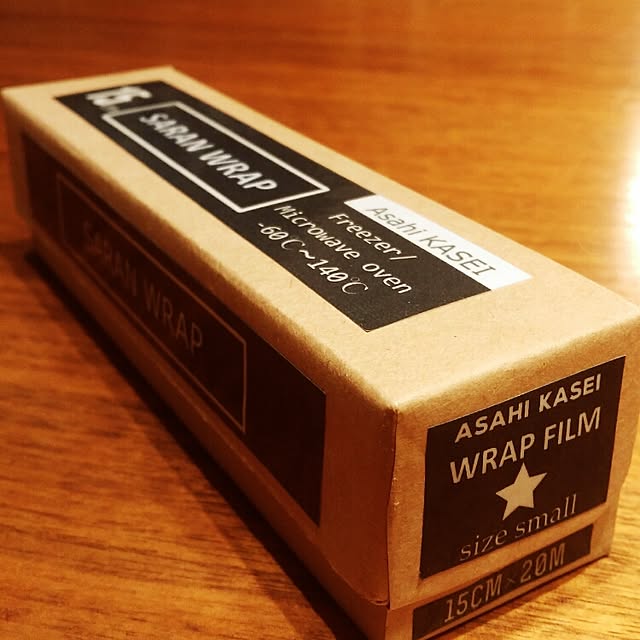 SARAN WRAP
Asahi KASEI
Freezer/
Microwave oven
-60℃~140℃
SARAN WRAP
ASAHI KASEI
WRAP FILM
size small
15CM×20M